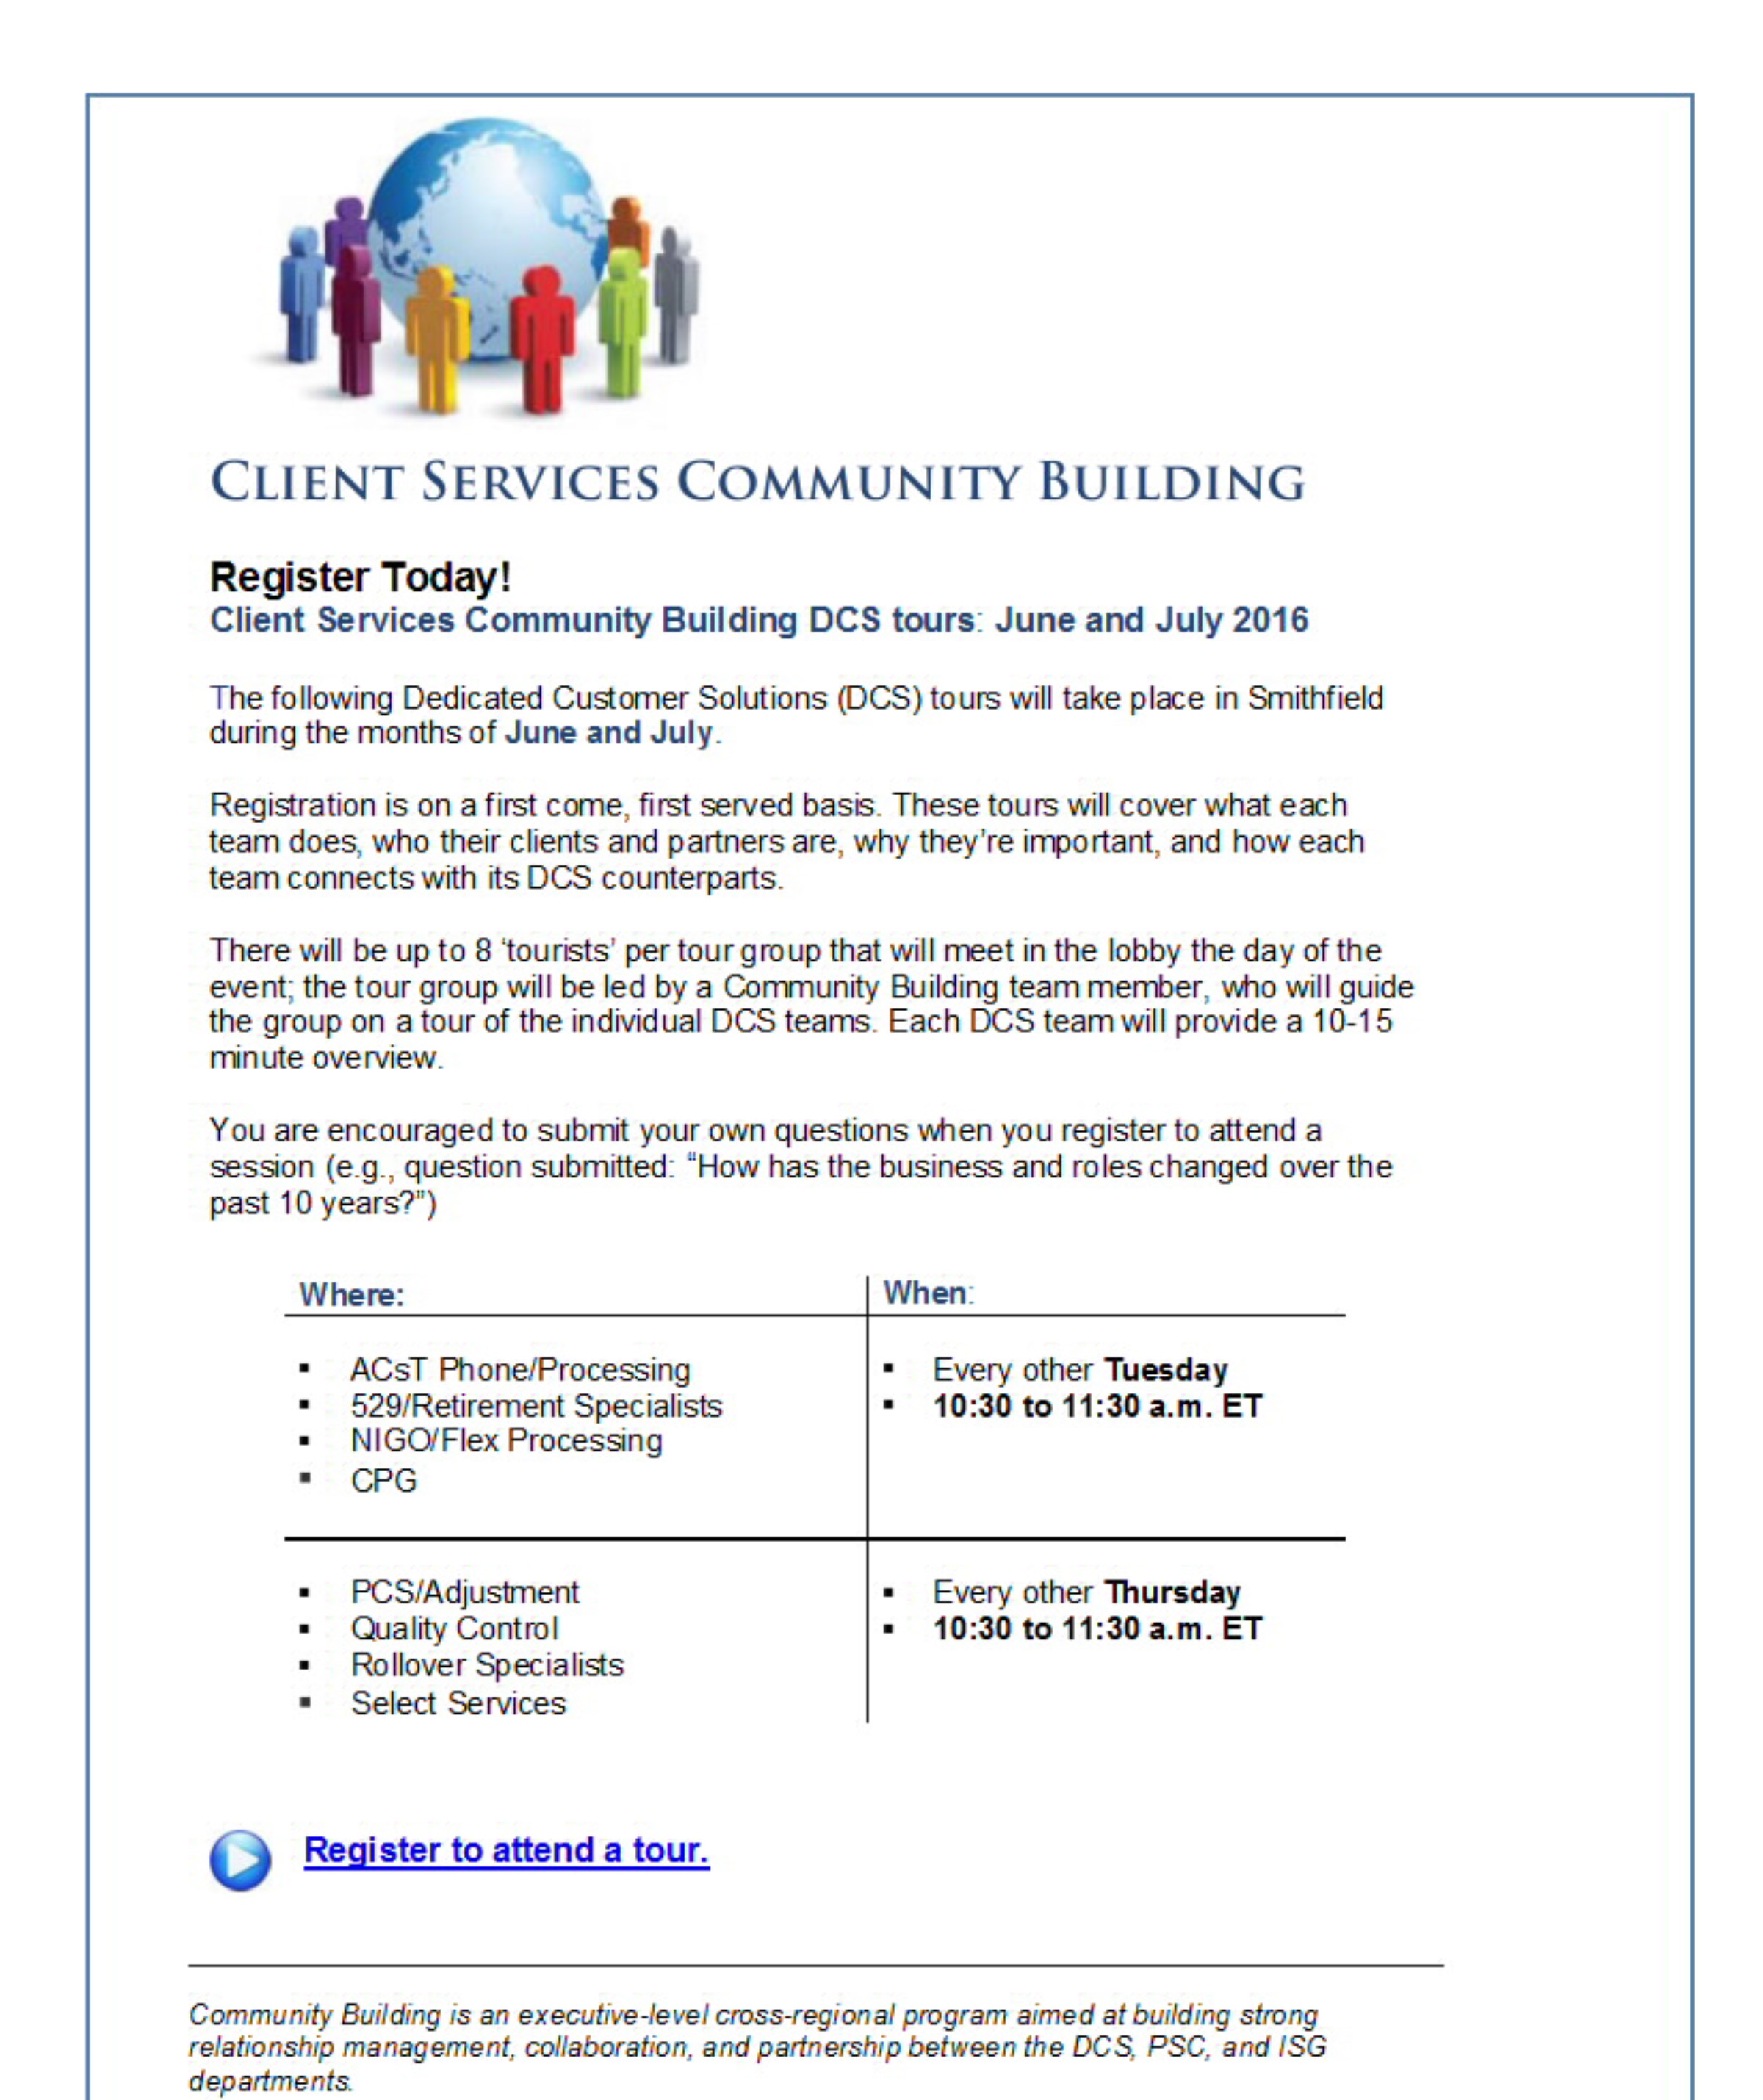 CLIENT SERVICES COMMUNITY BUILDING
Register Today!
Client Services Community Building DCS tours: June and July 2016
The following Dedicated Customer Solutions (DCS) tours will take place in Smithfield
during the months of June and July.
Registration is on a first come, first served basis. These tours will cover what each
team does, who their clients and partners are, why they're important, and how each
team connects with its DCS counterparts.
There will be up to 8 'tourists' per tour group that will meet in the lobby the day of the
event; the tour group will be led by a Community Building team member, who will guide
the group on a tour of the individual DCS teams. Each DCS team will provide a 10-15
minute overview.
You are encouraged to submit your own questions when you register to attend a
session (e.g., question submitted: "How has the business and roles changed over the
past 10 years?")
Where:
When:
▪ ACsT Phone/Processing
▪ 529/Retirement Specialists
▪ NIGO/Flex Processing
▪ CPG
▪ Every other Tuesday
▪ 10:30 to 11:30 a.m. ET
▪ PCS/Adjustment
▪ Quality Control
▪ Rollover Specialists
▪ Select Services
▪ Every other Thursday
▪ 10:30 to 11:30 a.m. ET
Register to attend a tour.
Community Building is an executive-level cross-regional program aimed at building strong
relationship management, collaboration, and partnership between the DCS, PSC, and ISG
departments.